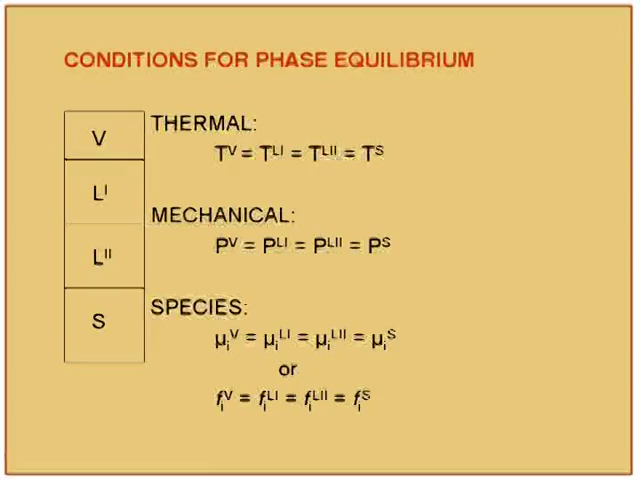 CONDITIONS FOR PHASE EQUILIBRIUM
V
L^I
L^II
S
THERMAL:
T^V = T^LI = T^LII = T^S
MECHANICAL:
P^V = P^LI = P^LII = P^S
SPECIES:
μ_i^V = μ_i^LI = μ_i^LII = μ_i^S
or
f_i^V = f_i^LI = f_i^LII = f_i^S